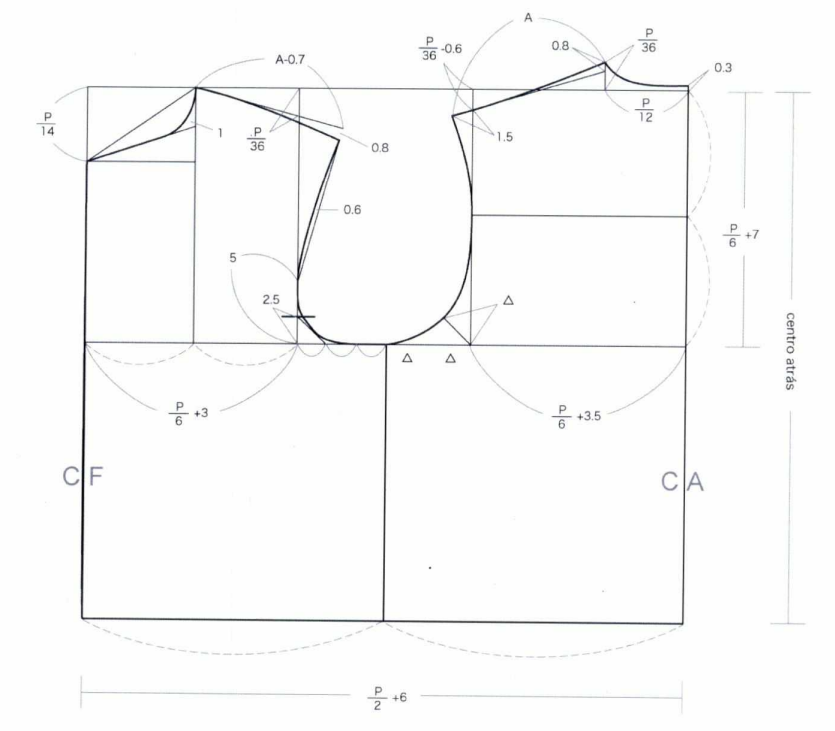 A
P/36 -0.6
0.8
P/36
A-0.7
0.3
P/14
1
.P/36
0.8
1.5
P/12
0.6
P/6 +7
5
2.5
△
△ △
centro atrás
P/6 +3
P/6 +3.5
CF
CA
P/2 +6